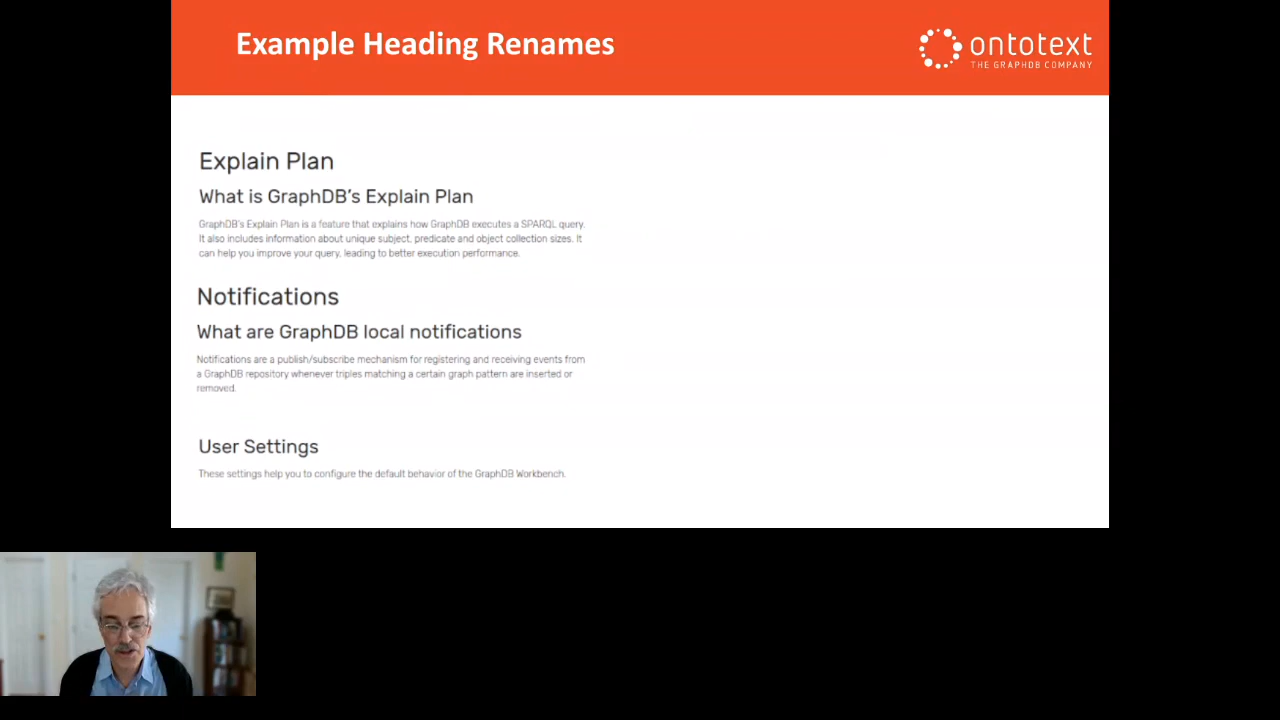 Example Heading Renames
ontotext
THE GRAPHDB COMPANY
Explain Plan
What is GraphDB's Explain Plan
GraphDB's Explain Plan is a feature that explains how GraphDB executes a SPARQL query.
It also includes information about unique subject, predicate and object collection sizes. It
can help you improve your query, leading to better execution performance.
Notifications
What are GraphDB local notifications
Notifications are a publish/subscribe mechanism for registering and receiving events from
a GraphDB repository whenever triples matching a certain graph pattern are inserted or
removed.
User Settings
These settings help you to configure the default behavior of the GraphDB Workbench.